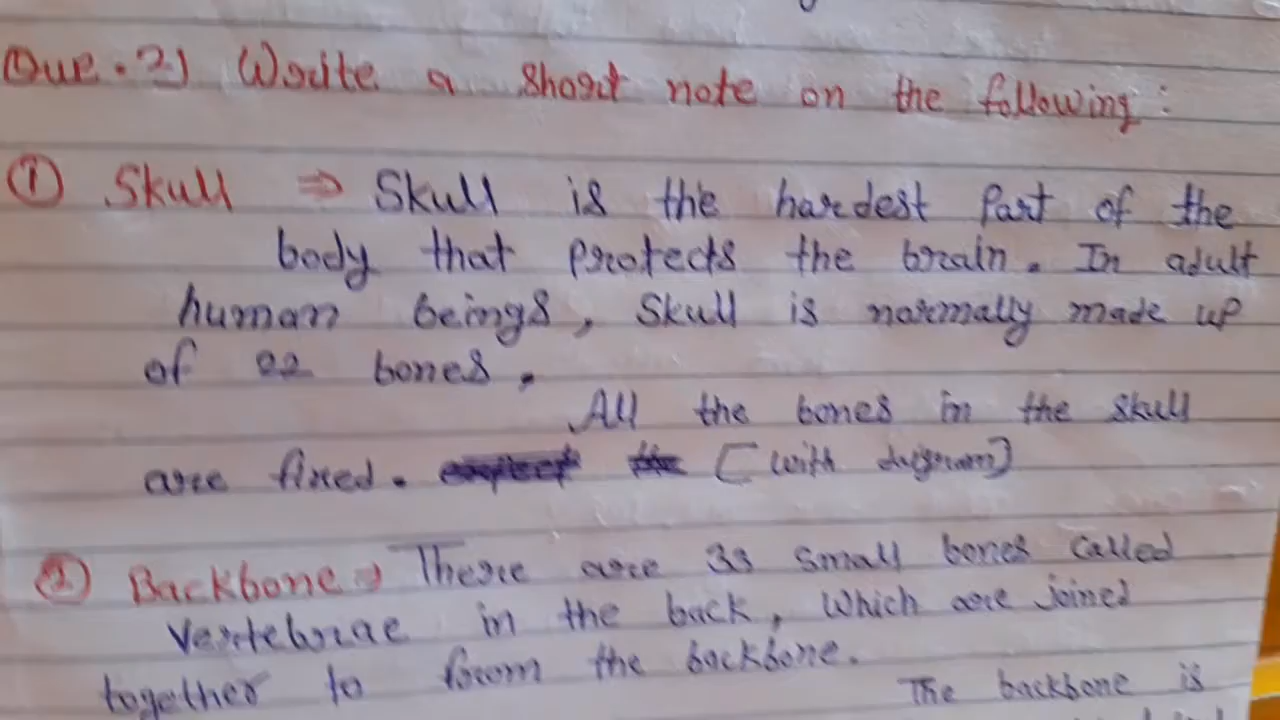 Que. 2) Write a short note on the following :
① Skull ⇒ Skull is the hardest Part of the
body that protects the brain. In adult
human beings, Skull is normally made up
of 22 bones.
All the bones in the skull
are fixed. [with diagram]
② Backbone ⇒ There are 33 small bones called
Vertebrae in the back, which are joined
together to form the backbone.
The backbone is